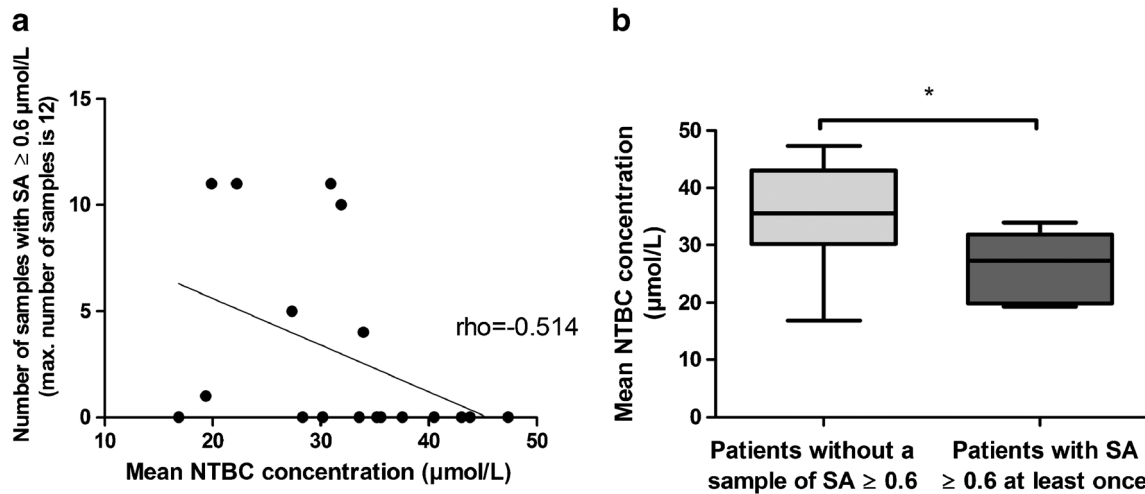 a
Number of samples with SA ≥ 0.6 µmol/L
(max. number of samples is 12)
15
10
5
0
10
20
30
40
50
rho=-0.514
Mean NTBC concentration (µmol/L)
b
*
Mean NTBC concentration
(µmol/L)
50
40
30
20
10
0
Patients without a
sample of SA ≥ 0.6
Patients with SA
≥ 0.6 at least once